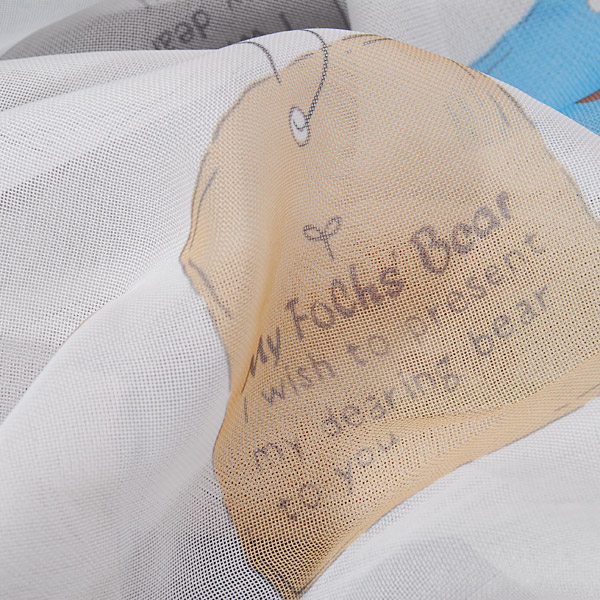 My Fochs' Bear
I wish to present
my dearing bear
to you